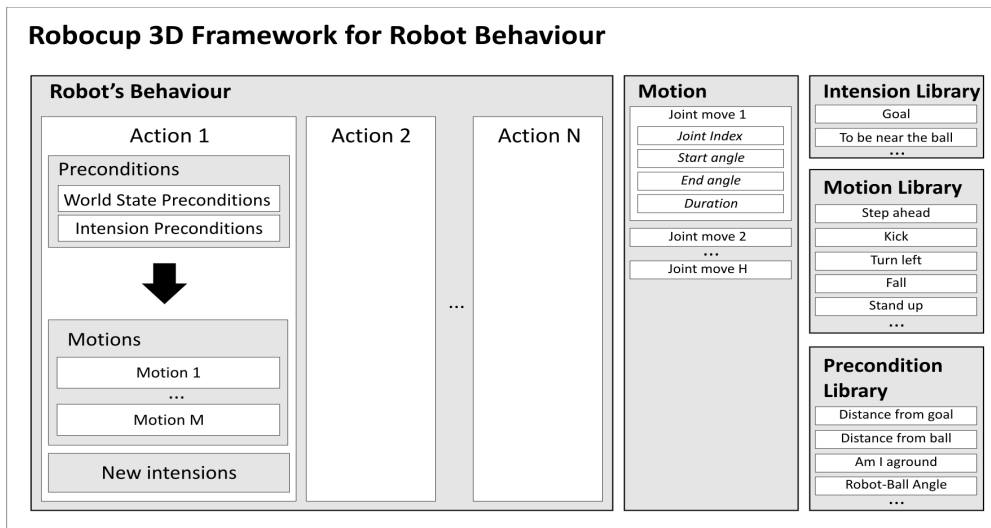 Robocup 3D Framework for Robot Behaviour
Robot's Behaviour
Action 1
Preconditions
World State Preconditions
Intension Preconditions
Motions
Motion 1
...
Motion M
New intensions
Action 2
...
Action N
Motion
Joint move 1
Joint Index
Start angle
End angle
Duration
Joint move 2
...
Joint move H
Intension Library
Goal
To be near the ball
...
Motion Library
Step ahead
Kick
Turn left
Fall
Stand up
...
Precondition
Library
Distance from goal
Distance from ball
Am I aground
Robot-Ball Angle
...